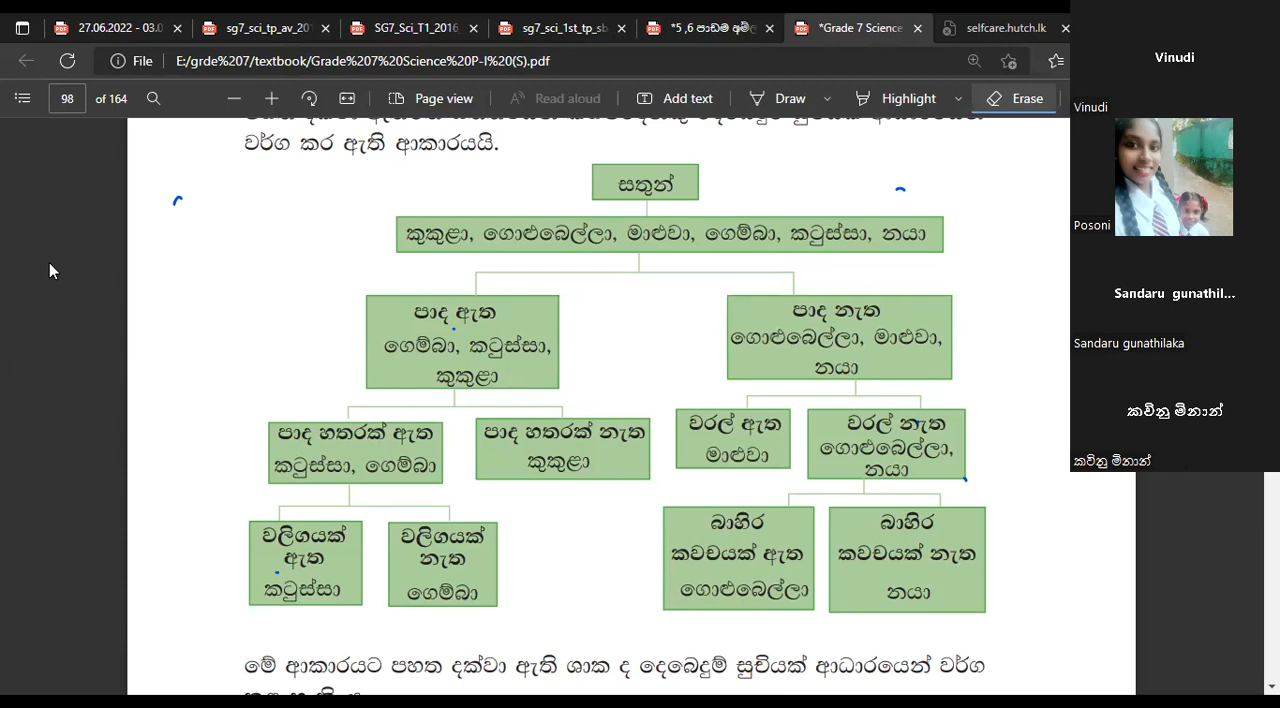 27.06.2022 - 03.0
sg7_sci_tp_av_201
SG7_Sci_T1_2016_
sg7_sci_1st_tp_sb
*5 ,6 පාඩම් අම්
*Grade 7 Science
selfcare.hutch.lk
File
E:/grde%207/textbook/Grade%207%20Science%20P-I%20(S).pdf
98 of 164
Page view
Read aloud
Add text
Draw
Highlight
Erase
වර්ග කර ඇති ආකාරයයි.
සතුන්
කුකුළා, ගොළුබෙල්ලා, මාළුවා, ගෙම්බා, කටුස්සා, නයා
පාද ඇත
ගෙම්බා, කටුස්සා,
කුකුළා
පාද නැත
ගොළුබෙල්ලා, මාළුවා,
නයා
පාද හතරක් ඇත
කටුස්සා, ගෙම්බා
පාද හතරක් නැත
කුකුළා
වරල් ඇත
මාළුවා
වරල් නැත
ගොළුබෙල්ලා,
නයා
වලිගයක්
ඇත
කටුස්සා
වලිගයක්
නැත
ගෙම්බා
බාහිර
කවචයක් ඇත
ගොළුබෙල්ලා
බාහිර
කවචයක් නැත
නයා
මේ ආකාරයට පහත දක්වා ඇති ශාක ද දෙබෙදුම් සුචියක් ආධාරයෙන් වර්ග
Vinudi
Vinudi
Posoni
Sandaru gunathil...
Sandaru gunathilaka
කවිනු මිනාන්
කවිනු මිනාන්